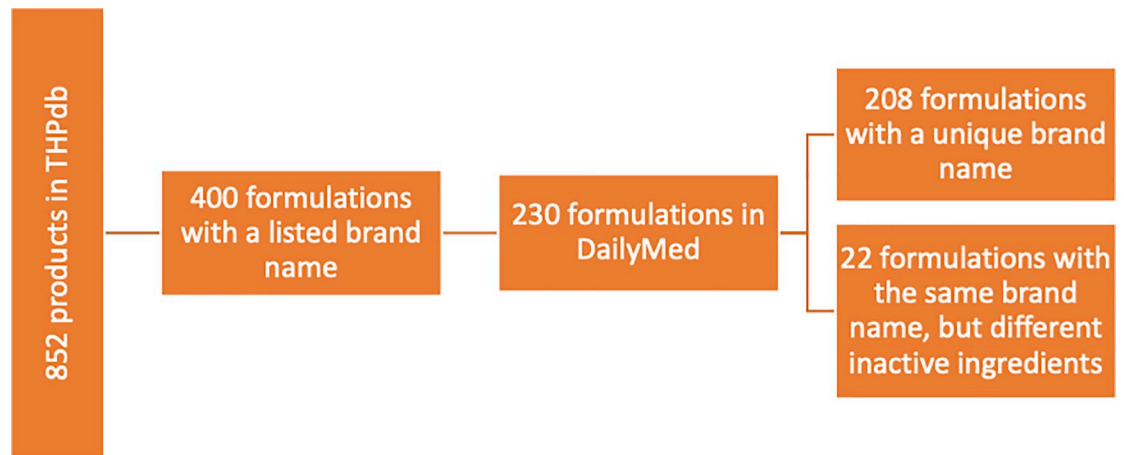 852 products in THPdb
400 formulations
with a listed brand
name
230 formulations in
DailyMed
208 formulations
with a unique brand
name
22 formulations with
the same brand
name, but different
inactive ingredients